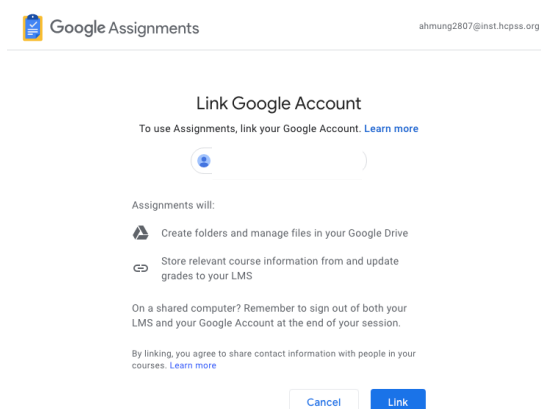 Google Assignments
ahmung2807@inst.hcpss.org
Link Google Account
To use Assignments, link your Google Account. Learn more
Assignments will:
Create folders and manage files in your Google Drive
Store relevant course information from and update
grades to your LMS
On a shared computer? Remember to sign out of both your
LMS and your Google Account at the end of your session.
By linking, you agree to share contact information with people in your
courses. Learn more
Cancel
Link